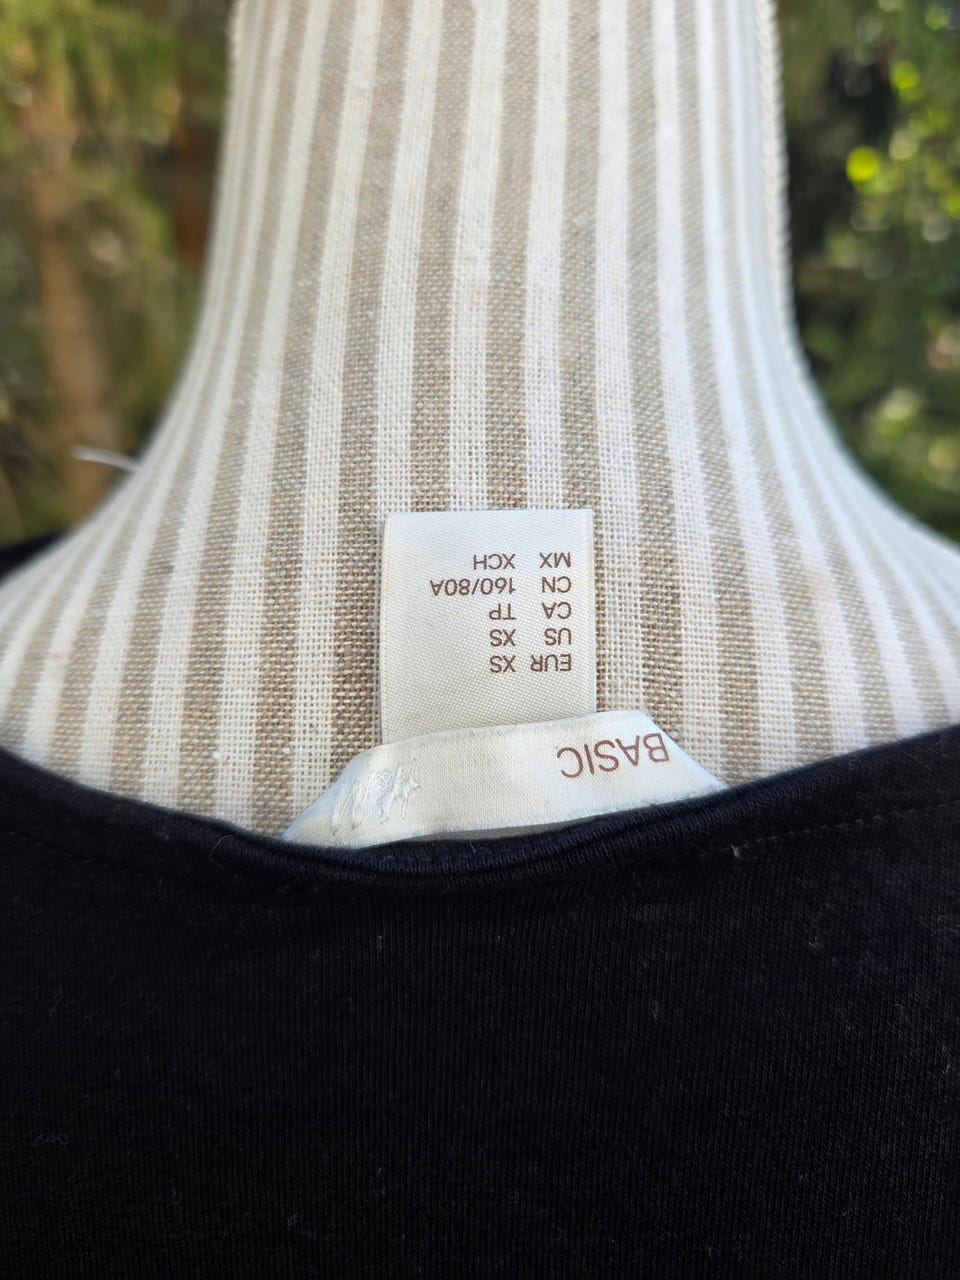 BASIC
EUR XS
US XS
CA TP
CN 160/80A
MX XCH